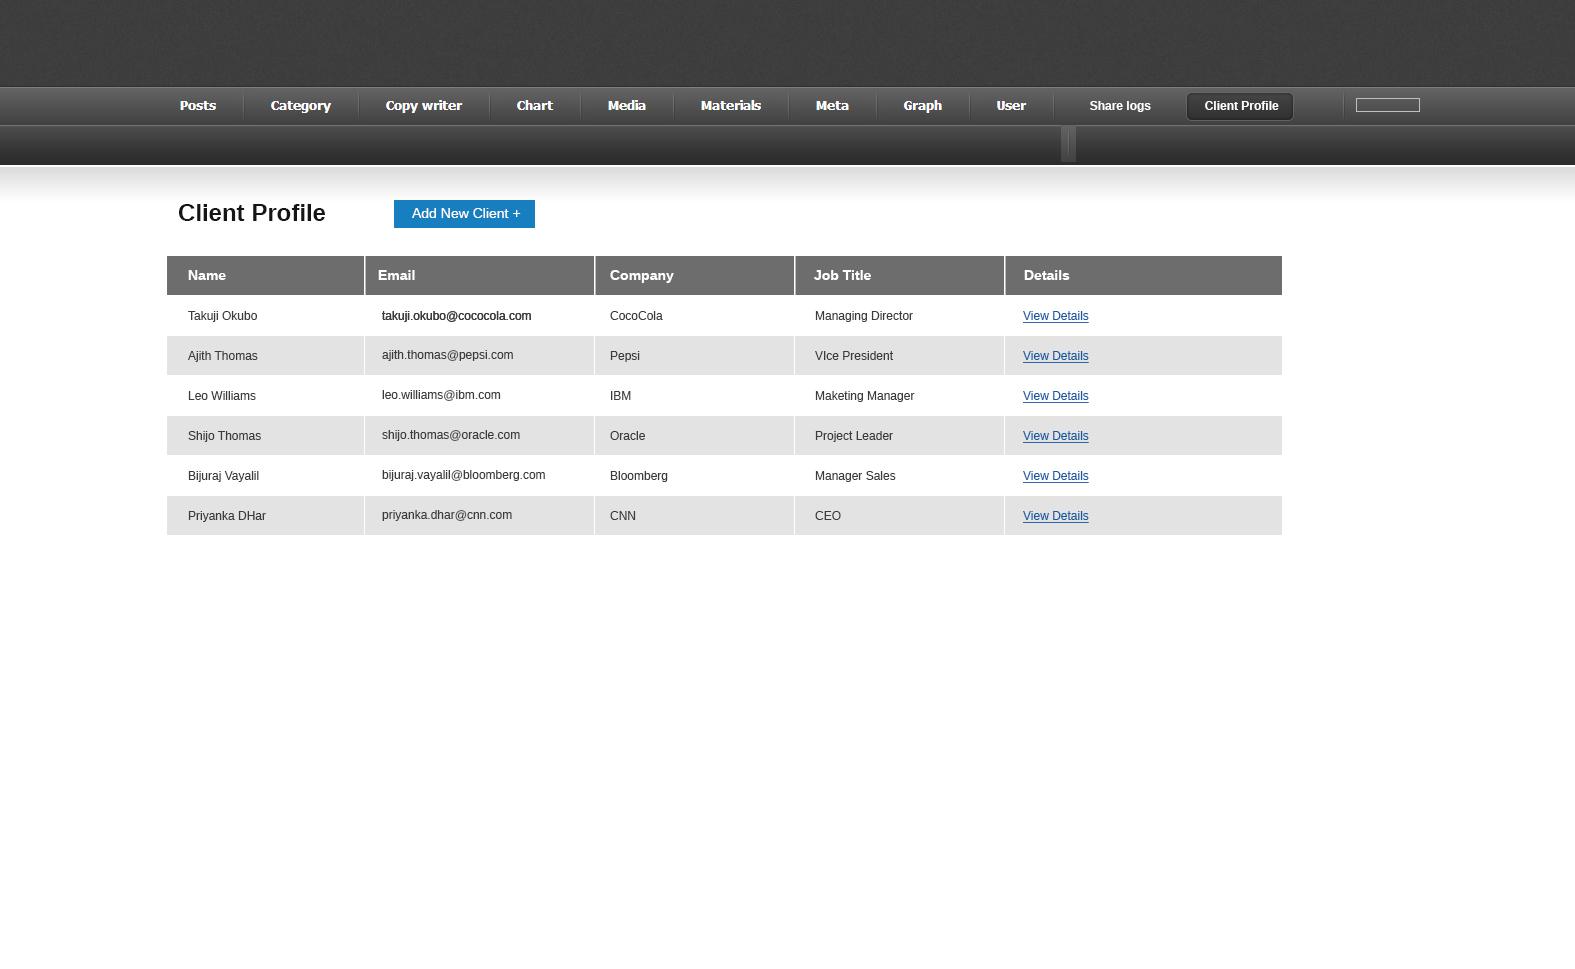 Posts Category Copy writer Chart Media Materials Meta Graph User Share logs Client Profile
Client Profile Add New Client +
Name Email Company Job Title Details
Takuji Okubo takuji.okubo@cococola.com CocoCola Managing Director View Details
Ajith Thomas ajith.thomas@pepsi.com Pepsi VIce President View Details
Leo Williams leo.williams@ibm.com IBM Maketing Manager View Details
Shijo Thomas shijo.thomas@oracle.com Oracle Project Leader View Details
Bijuraj Vayalil bijuraj.vayalil@bloomberg.com Bloomberg Manager Sales View Details
Priyanka DHar priyanka.dhar@cnn.com CNN CEO View Details